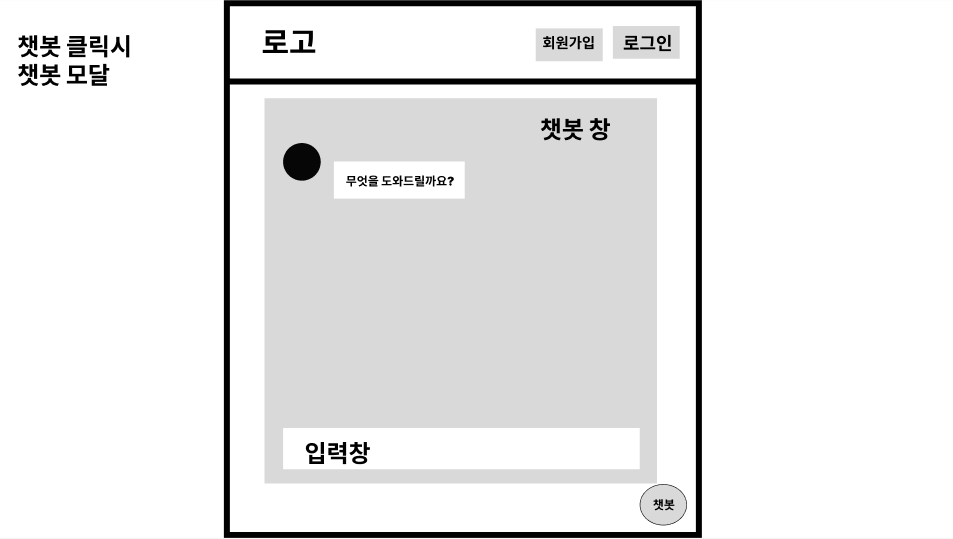 챗봇 클릭시
챗봇 모달
로고
회원가입
로그인
챗봇 창
무엇을 도와드릴까요?
입력창
챗봇